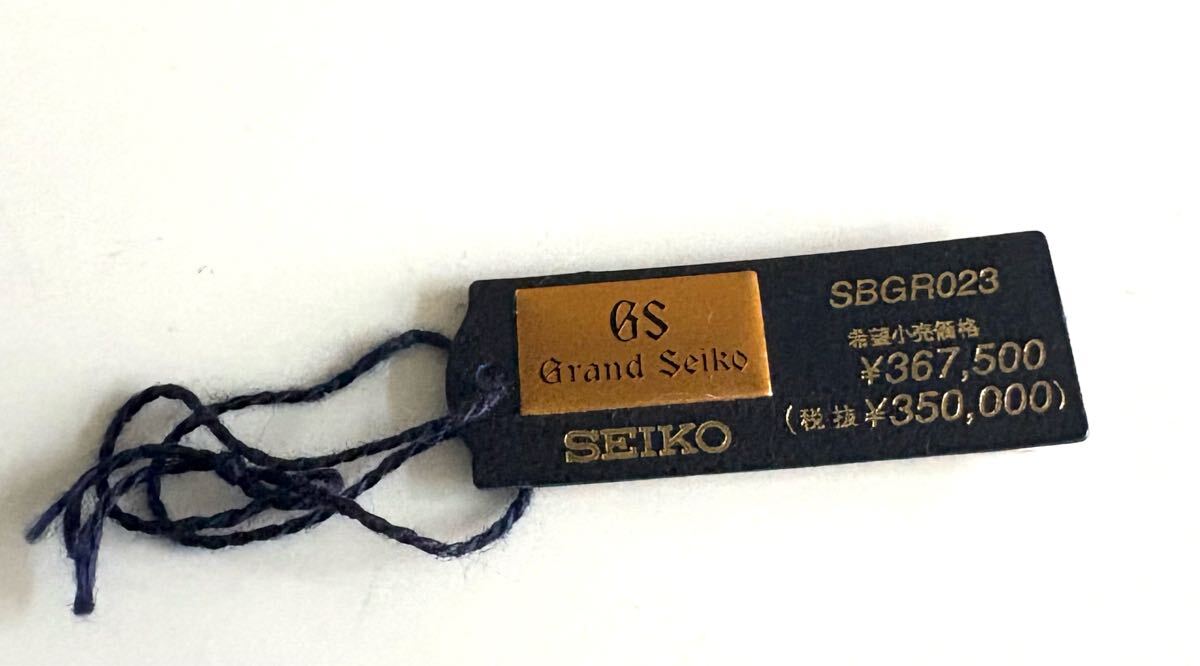 GS
Grand Seiko
SEIKO
SBGR023
希望小売価格
¥367,500
(税抜¥350,000)